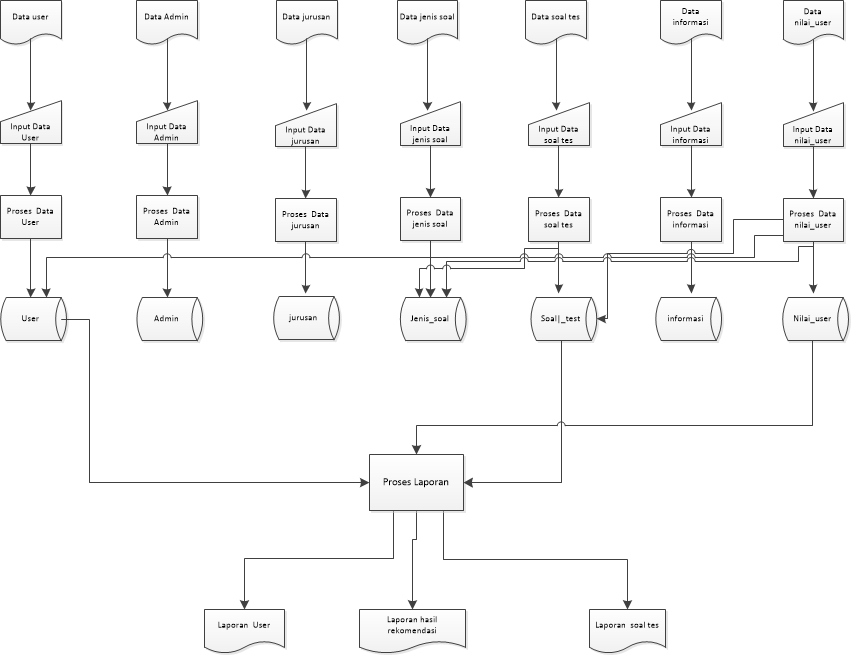 Data user
Data Admin
Data jurusan
Data jenis soal
Data soal tes
Data
informasi
Data
nilai_user
Input Data
User
Input Data
Admin
Input Data
jurusan
Input Data
jenis soal
Input Data
soal tes
Input Data
informasi
Input Data
nilai_user
Proses Data
User
Proses Data
Admin
Proses Data
jurusan
Proses Data
jenis soal
Proses Data
soal tes
Proses Data
informasi
Proses Data
nilai_user
User
Admin
jurusan
Jenis_soal
Soal|_test
informasi
Nilai_user
Proses Laporan
Laporan User
Laporan hasil
rekomendasi
Laporan soal tes